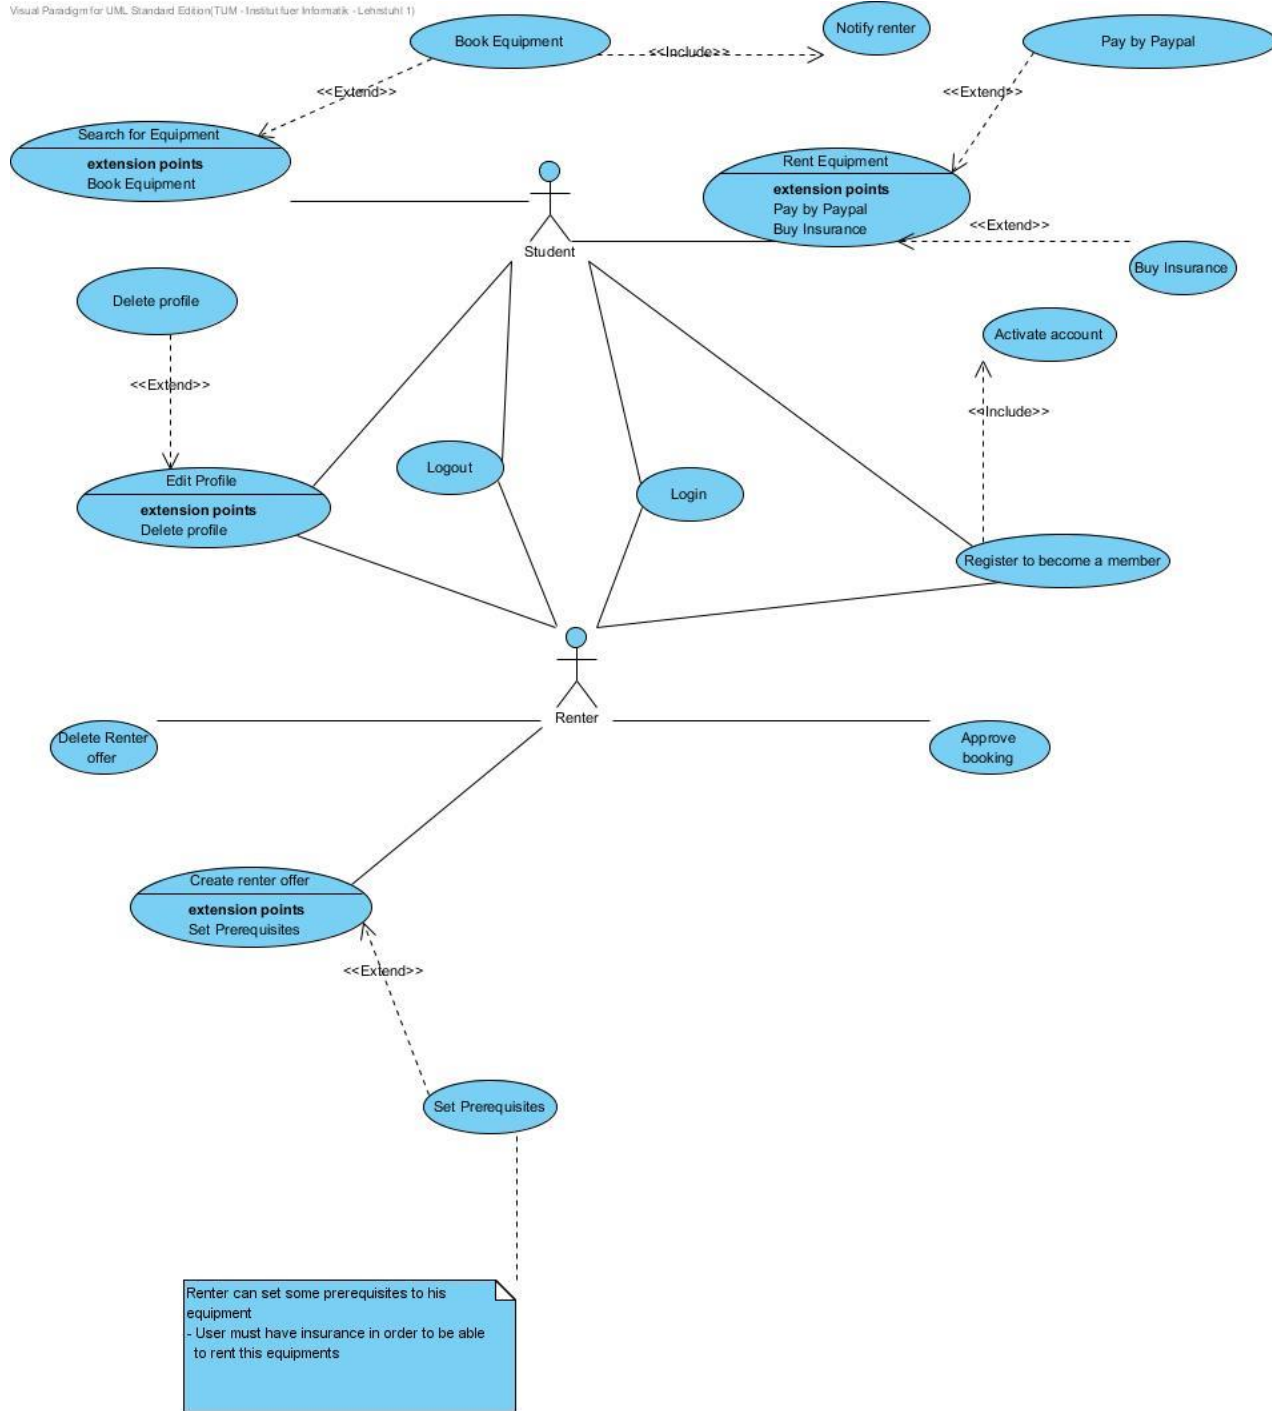 Visual Paradigm for UML Standard Edition(TUM - Institut fuer Informatik - Lehrstuhl 1)
Book Equipment
<<Include>>
Notify renter
Pay by Paypal
<<Extend>>
<<Extend>>
Search for Equipment
extension points
Book Equipment
Rent Equipment
extension points
Pay by Paypal
Buy Insurance
<<Extend>>
Student
Buy Insurance
Delete profile
Activate account
<<Extend>>
<<Include>>
Edit Profile
extension points
Delete profile
Logout
Login
Register to become a member
Renter
Delete Renter
offer
Approve
booking
Create renter offer
extension points
Set Prerequisites
<<Extend>>
Set Prerequisites
Renter can set some prerequisites to his
equipment
- User must have insurance in order to be able
to rent this equipments